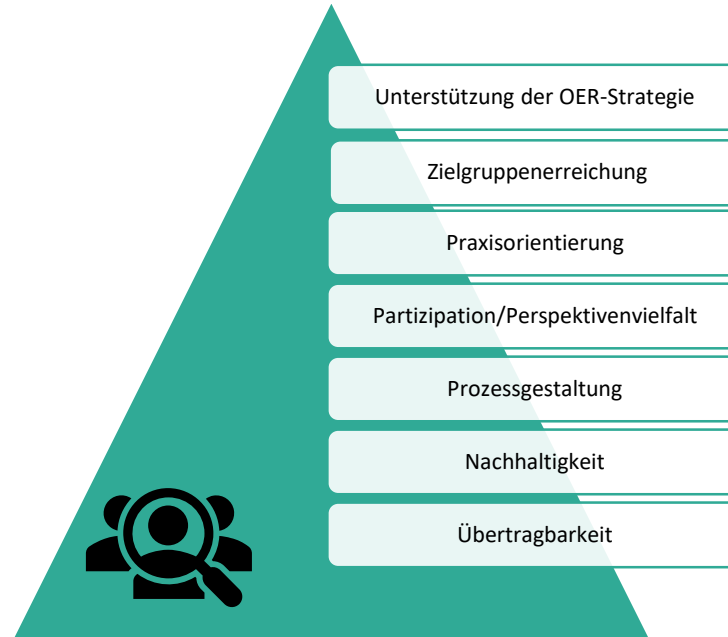 Unterstützung der OER-Strategie
Zielgruppenerreichung
Praxisorientierung
Partizipation/Perspektivenvielfalt
Prozessgestaltung
Nachhaltigkeit
Übertragbarkeit